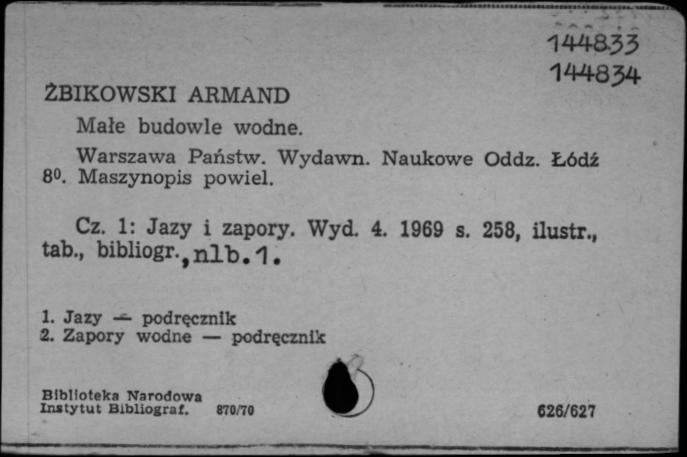 144833
144834
ŻBIKOWSKI ARMAND
Małe budowle wodne.
Warszawa Państw. Wydawn. Naukowe Oddz. Łódź
8⁰. Maszynopis powiel.
Cz. 1: Jazy i zapory. Wyd. 4. 1969 s. 258, ilustr.,
tab., bibliogr., nlb. 1.
1. Jazy — podręcznik
2. Zapory wodne — podręcznik
Biblioteka Narodowa
Instytut Bibliograf. 870/70
626/627